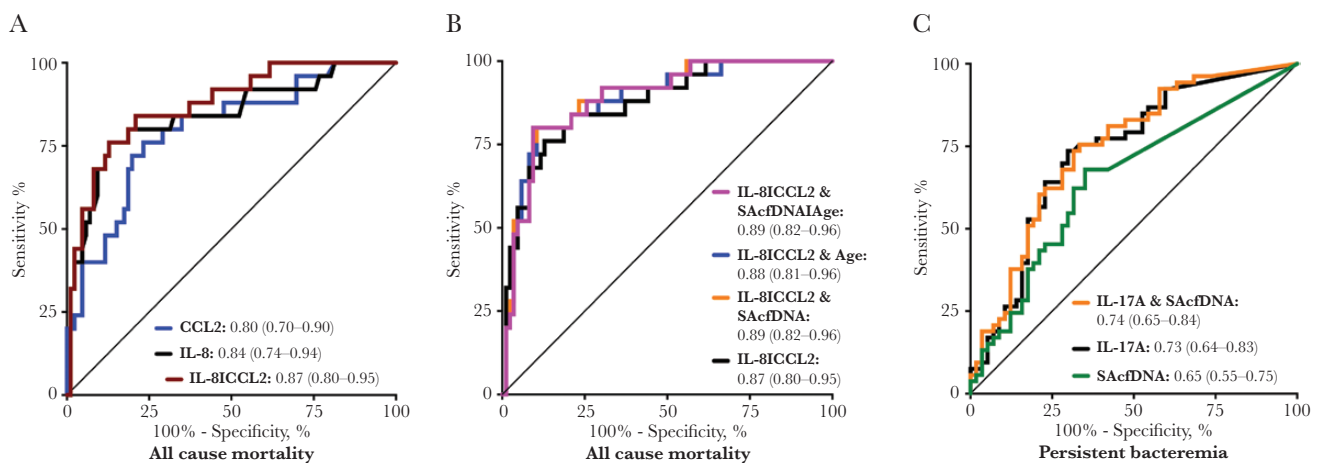 A
Sensitivity %
100
75
50
25
0
CCL2: 0.80 (0.70–0.90)
IL-8: 0.84 (0.74–0.94)
IL-8ICCL2: 0.87 (0.80–0.95)
0
25
50
75
100
100% - Specificity, %
All cause mortality
B
Sensitivity %
100
75
50
25
0
IL-8ICCL2 &
SAcfDNAIAge:
0.89 (0.82–0.96)
IL-8ICCL2 & Age:
0.88 (0.81–0.96)
IL-8ICCL2 &
SAcfDNA:
0.89 (0.82–0.96)
IL-8ICCL2:
0.87 (0.80–0.95)
0
25
50
75
100
100% - Specificity, %
All cause mortality
C
Sensitivity %
100
75
50
25
0
IL-17A & SAcfDNA:
0.74 (0.65–0.84)
IL-17A: 0.73 (0.64–0.83)
SAcfDNA: 0.65 (0.55–0.75)
0
25
50
75
100
100% - Specificity, %
Persistent bacteremia